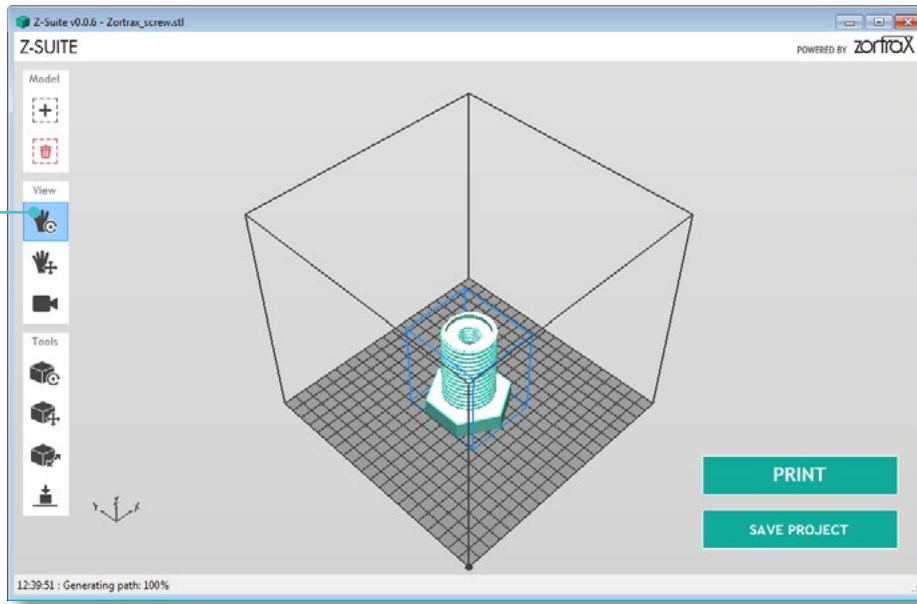 Z-Suite v0.0.6 - Zortrax_screw.stl
Z-SUITE
POWERED BY zortrax
Model
View
Tools
Z
Y X
PRINT
SAVE PROJECT
12:39:51 : Generating path: 100%